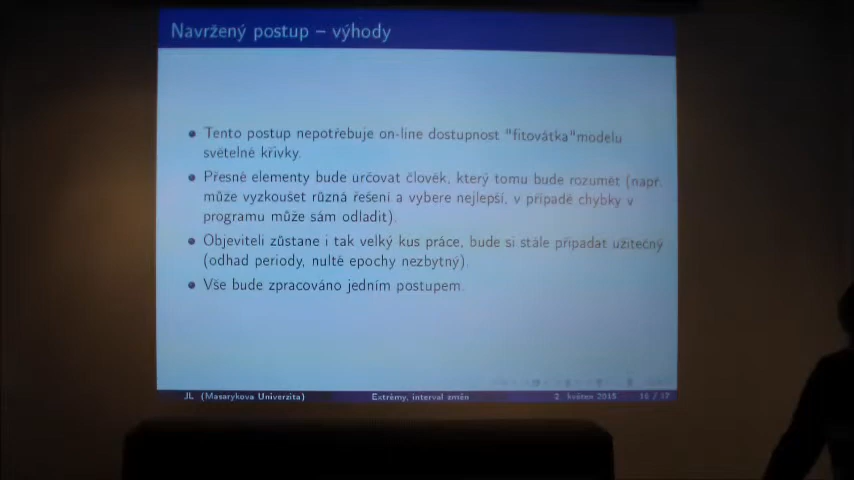 Navržený postup – výhody
Tento postup nepotřebuje on-line dostupnost "fitovátka"modelu
světelné křivky.
Přesné elementy bude určovat člověk, který tomu bude rozumět (např.
může vyzkoušet různá řešení a vybere nejlepší, v případě chybky v
programu může sám odladit).
Objeviteli zůstane i tak velký kus práce, bude si stále připadat užitečný
(odhad periody, nulté epochy nezbytný).
Vše bude zpracováno jedním postupem.
JL (Masarykova Univerzita)
Extrémy, interval změn
2. květen 2015
16 / 17